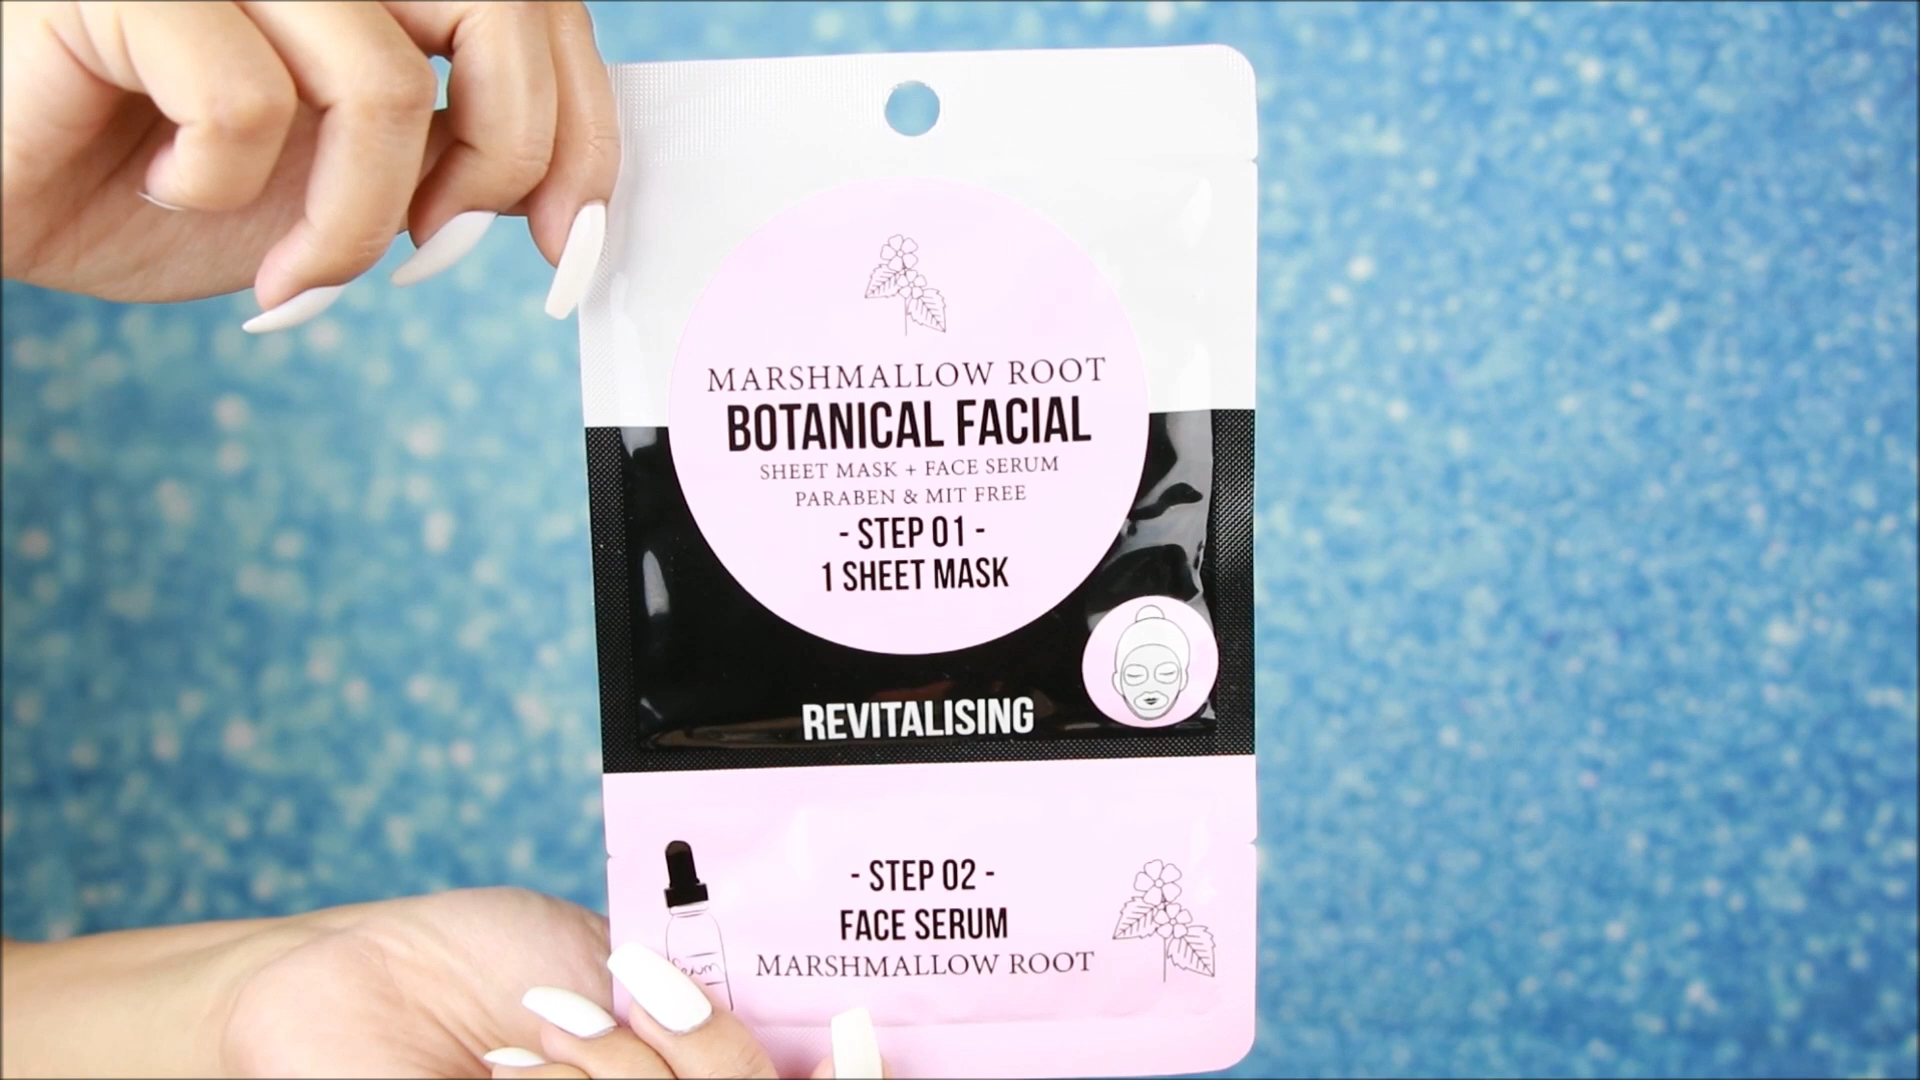 MARSHMALLOW ROOT
BOTANICAL FACIAL
SHEET MASK + FACE SERUM
PARABEN & MIT FREE
- STEP 01 -
1 SHEET MASK
REVITALISING
- STEP 02 -
FACE SERUM
MARSHMALLOW ROOT
Serum